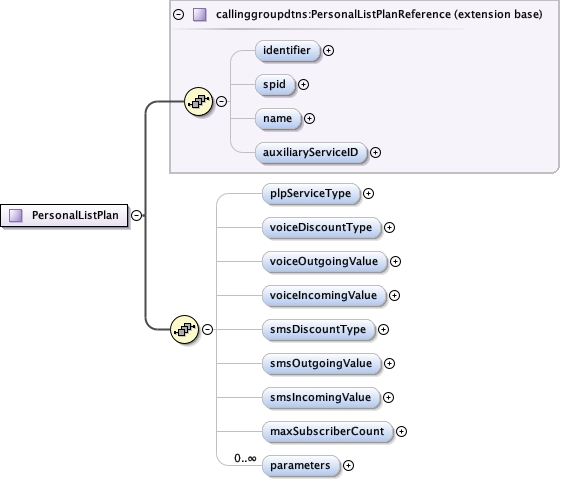 callinggroupdtns:PersonalListPlanReference (extension base)
identifier
spid
name
auxiliaryServiceID
PersonalListPlan
plpServiceType
voiceDiscountType
voiceOutgoingValue
voiceIncomingValue
smsDiscountType
smsOutgoingValue
smsIncomingValue
maxSubscriberCount
0..∞
parameters